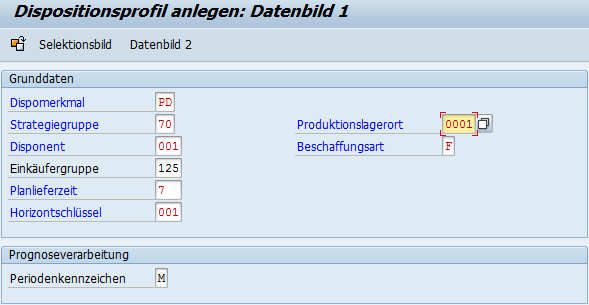 Dispositionsprofil anlegen: Datenbild 1
Selektionsbild Datenbild 2
Grunddaten
Dispomerkmal PD
Strategiegruppe 70 Produktionslagerort 0001
Disponent 001 Beschaffungsart F
Einkäufergruppe 125
Planlieferzeit 7
Horizontschlüssel 001
Prognoseverarbeitung
Periodenkennzeichen M